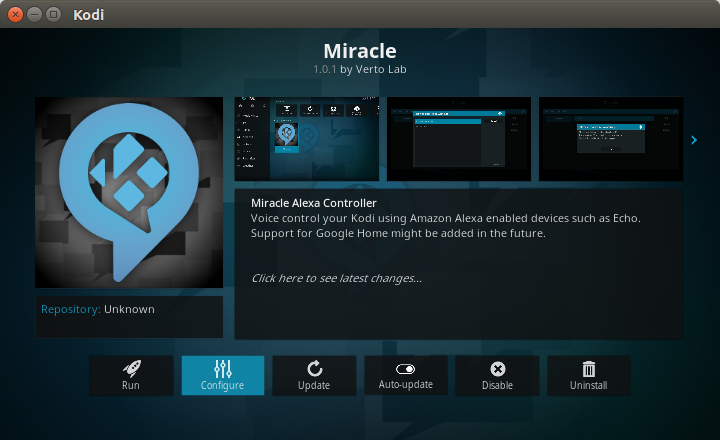 Kodi
Miracle
1.0.1 by Verto Lab
Miracle Alexa Controller
Voice control your Kodi using Amazon Alexa enabled devices such as Echo.
Support for Google Home might be added in the future.
Click here to see latest changes...
Repository: Unknown
Run
Configure
Update
Auto-update
Disable
Uninstall